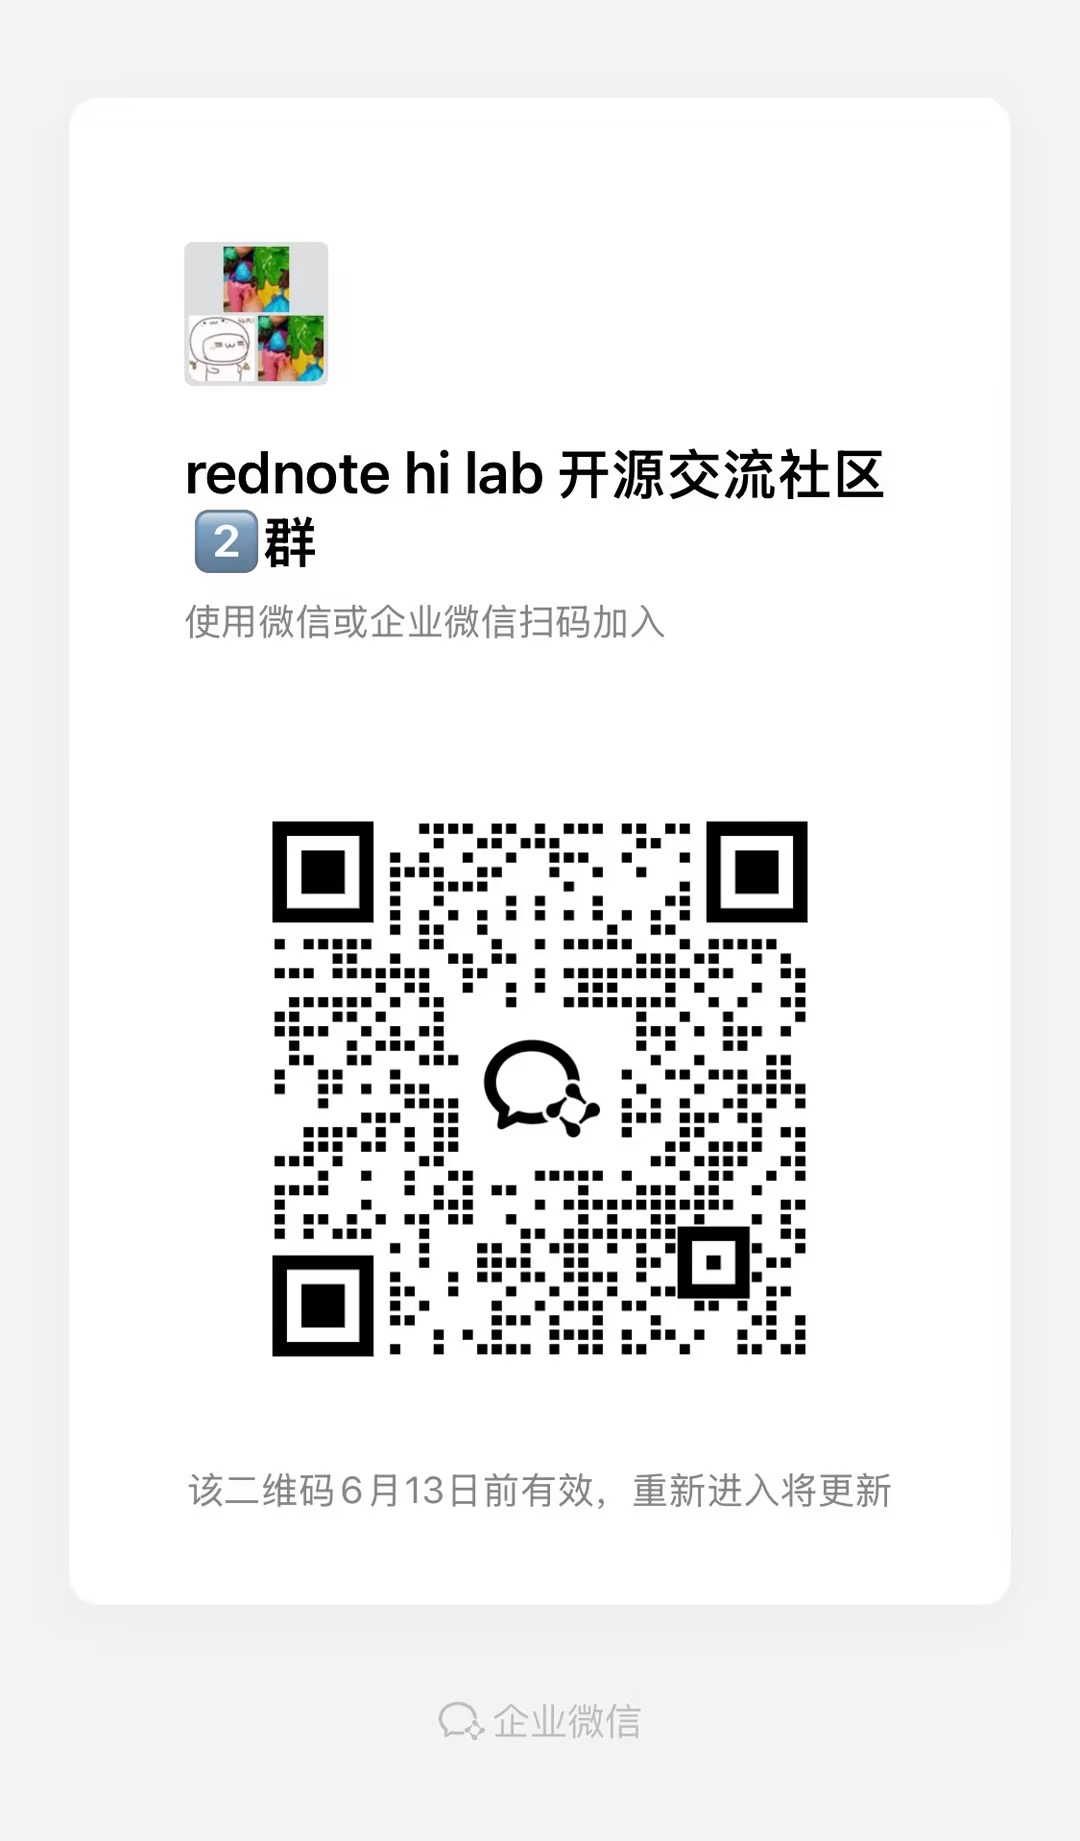 rednote hi lab 开源交流社区
2️⃣群
使用微信或企业微信扫码加入
该二维码6月13日前有效，重新进入将更新
企业微信